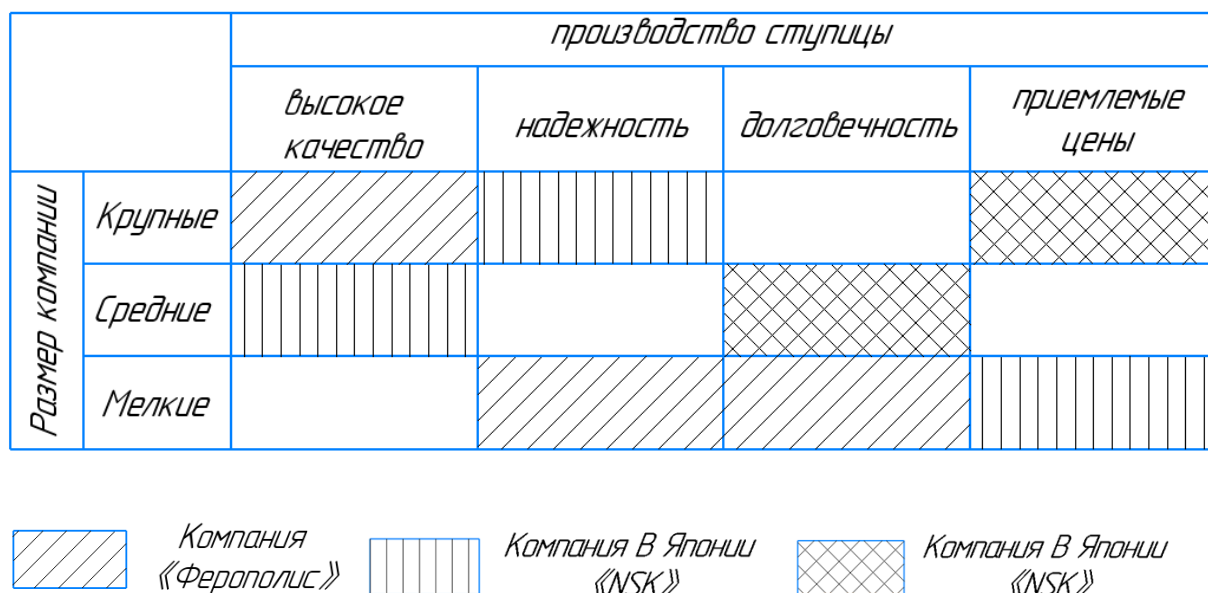 производство ступицы
высокое
качество
надежность
долговечность
приемлемые
цены
Размер компании
Крупные
Средние
Мелкие
Компания
《Ферополис》
Компания В Японии
《NSK》
Компания В Японии
《NSK》